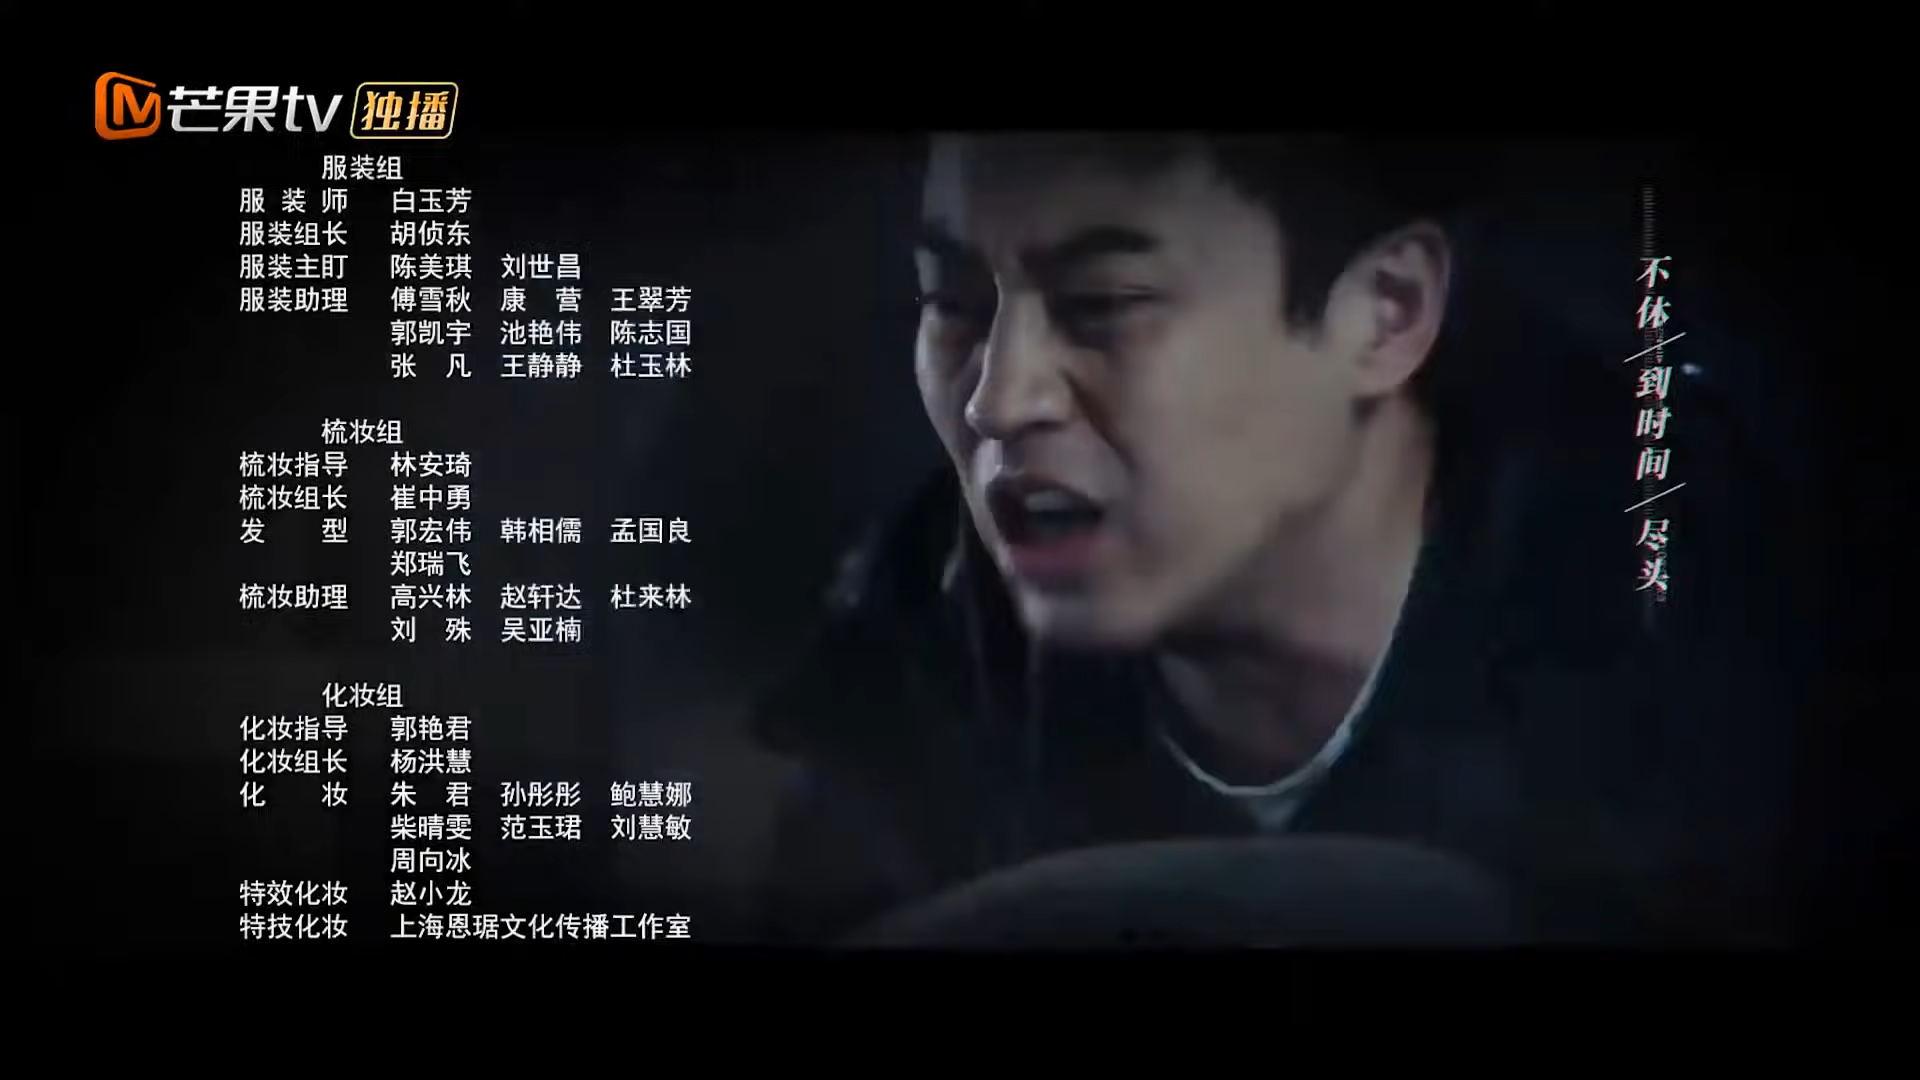 芒果tv 独播
服装组
服装师 白玉芳
服装组长 胡侦东
服装主盯 陈美琪 刘世昌
服装助理 傅雪秋 康营 王翠芳
郭凯宇 池艳伟 陈志国
张凡 王静静 杜玉林
梳妆组
梳妆指导 林安琦
梳妆组长 崔中勇
发型 郭宏伟 韩相儒 孟国良
郑瑞飞
梳妆助理 高兴林 赵轩达 杜来林
刘殊 吴亚楠
化妆组
化妆指导 郭艳君
化妆组长 杨洪慧
化妆 朱君 孙彤彤 鲍慧娜
柴晴雯 范玉珺 刘慧敏
周向冰
特效化妆 赵小龙
特技化妆 上海恩琚文化传播工作室
不休/到时间/尽头